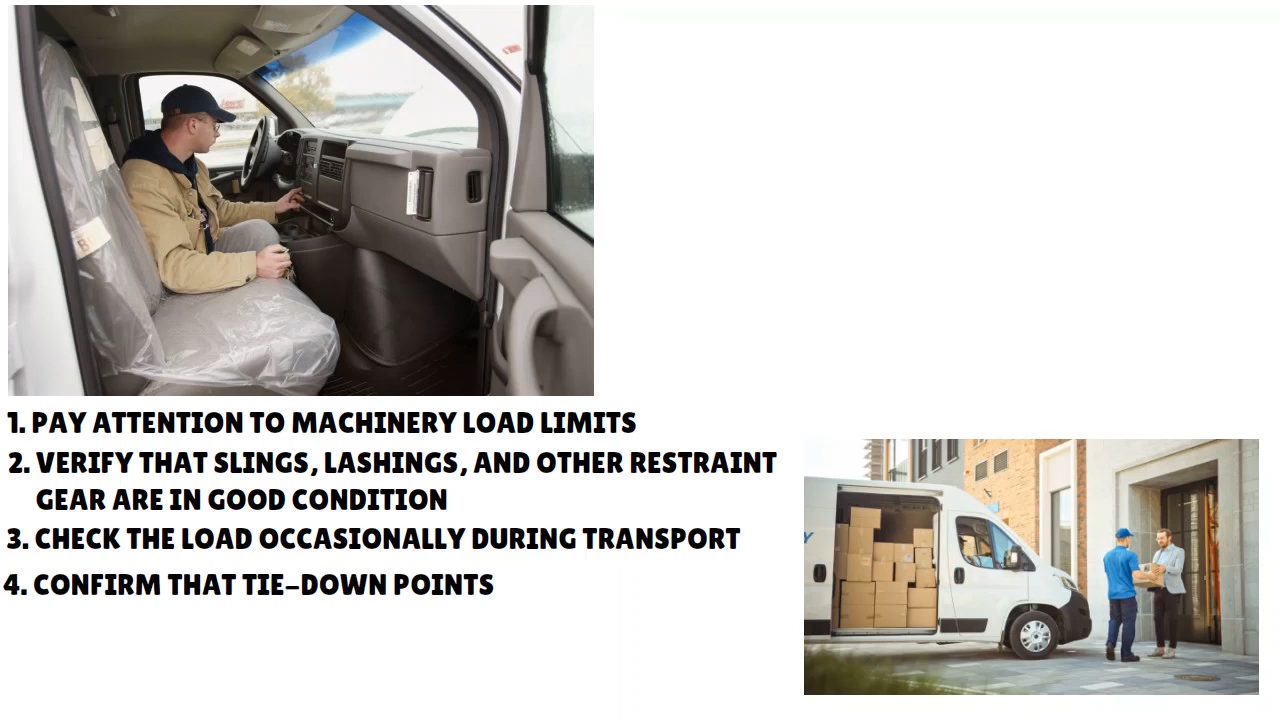 1. PAY ATTENTION TO MACHINERY LOAD LIMITS
2. VERIFY THAT SLINGS, LASHINGS, AND OTHER RESTRAINT
GEAR ARE IN GOOD CONDITION
3. CHECK THE LOAD OCCASIONALLY DURING TRANSPORT
4. CONFIRM THAT TIE-DOWN POINTS